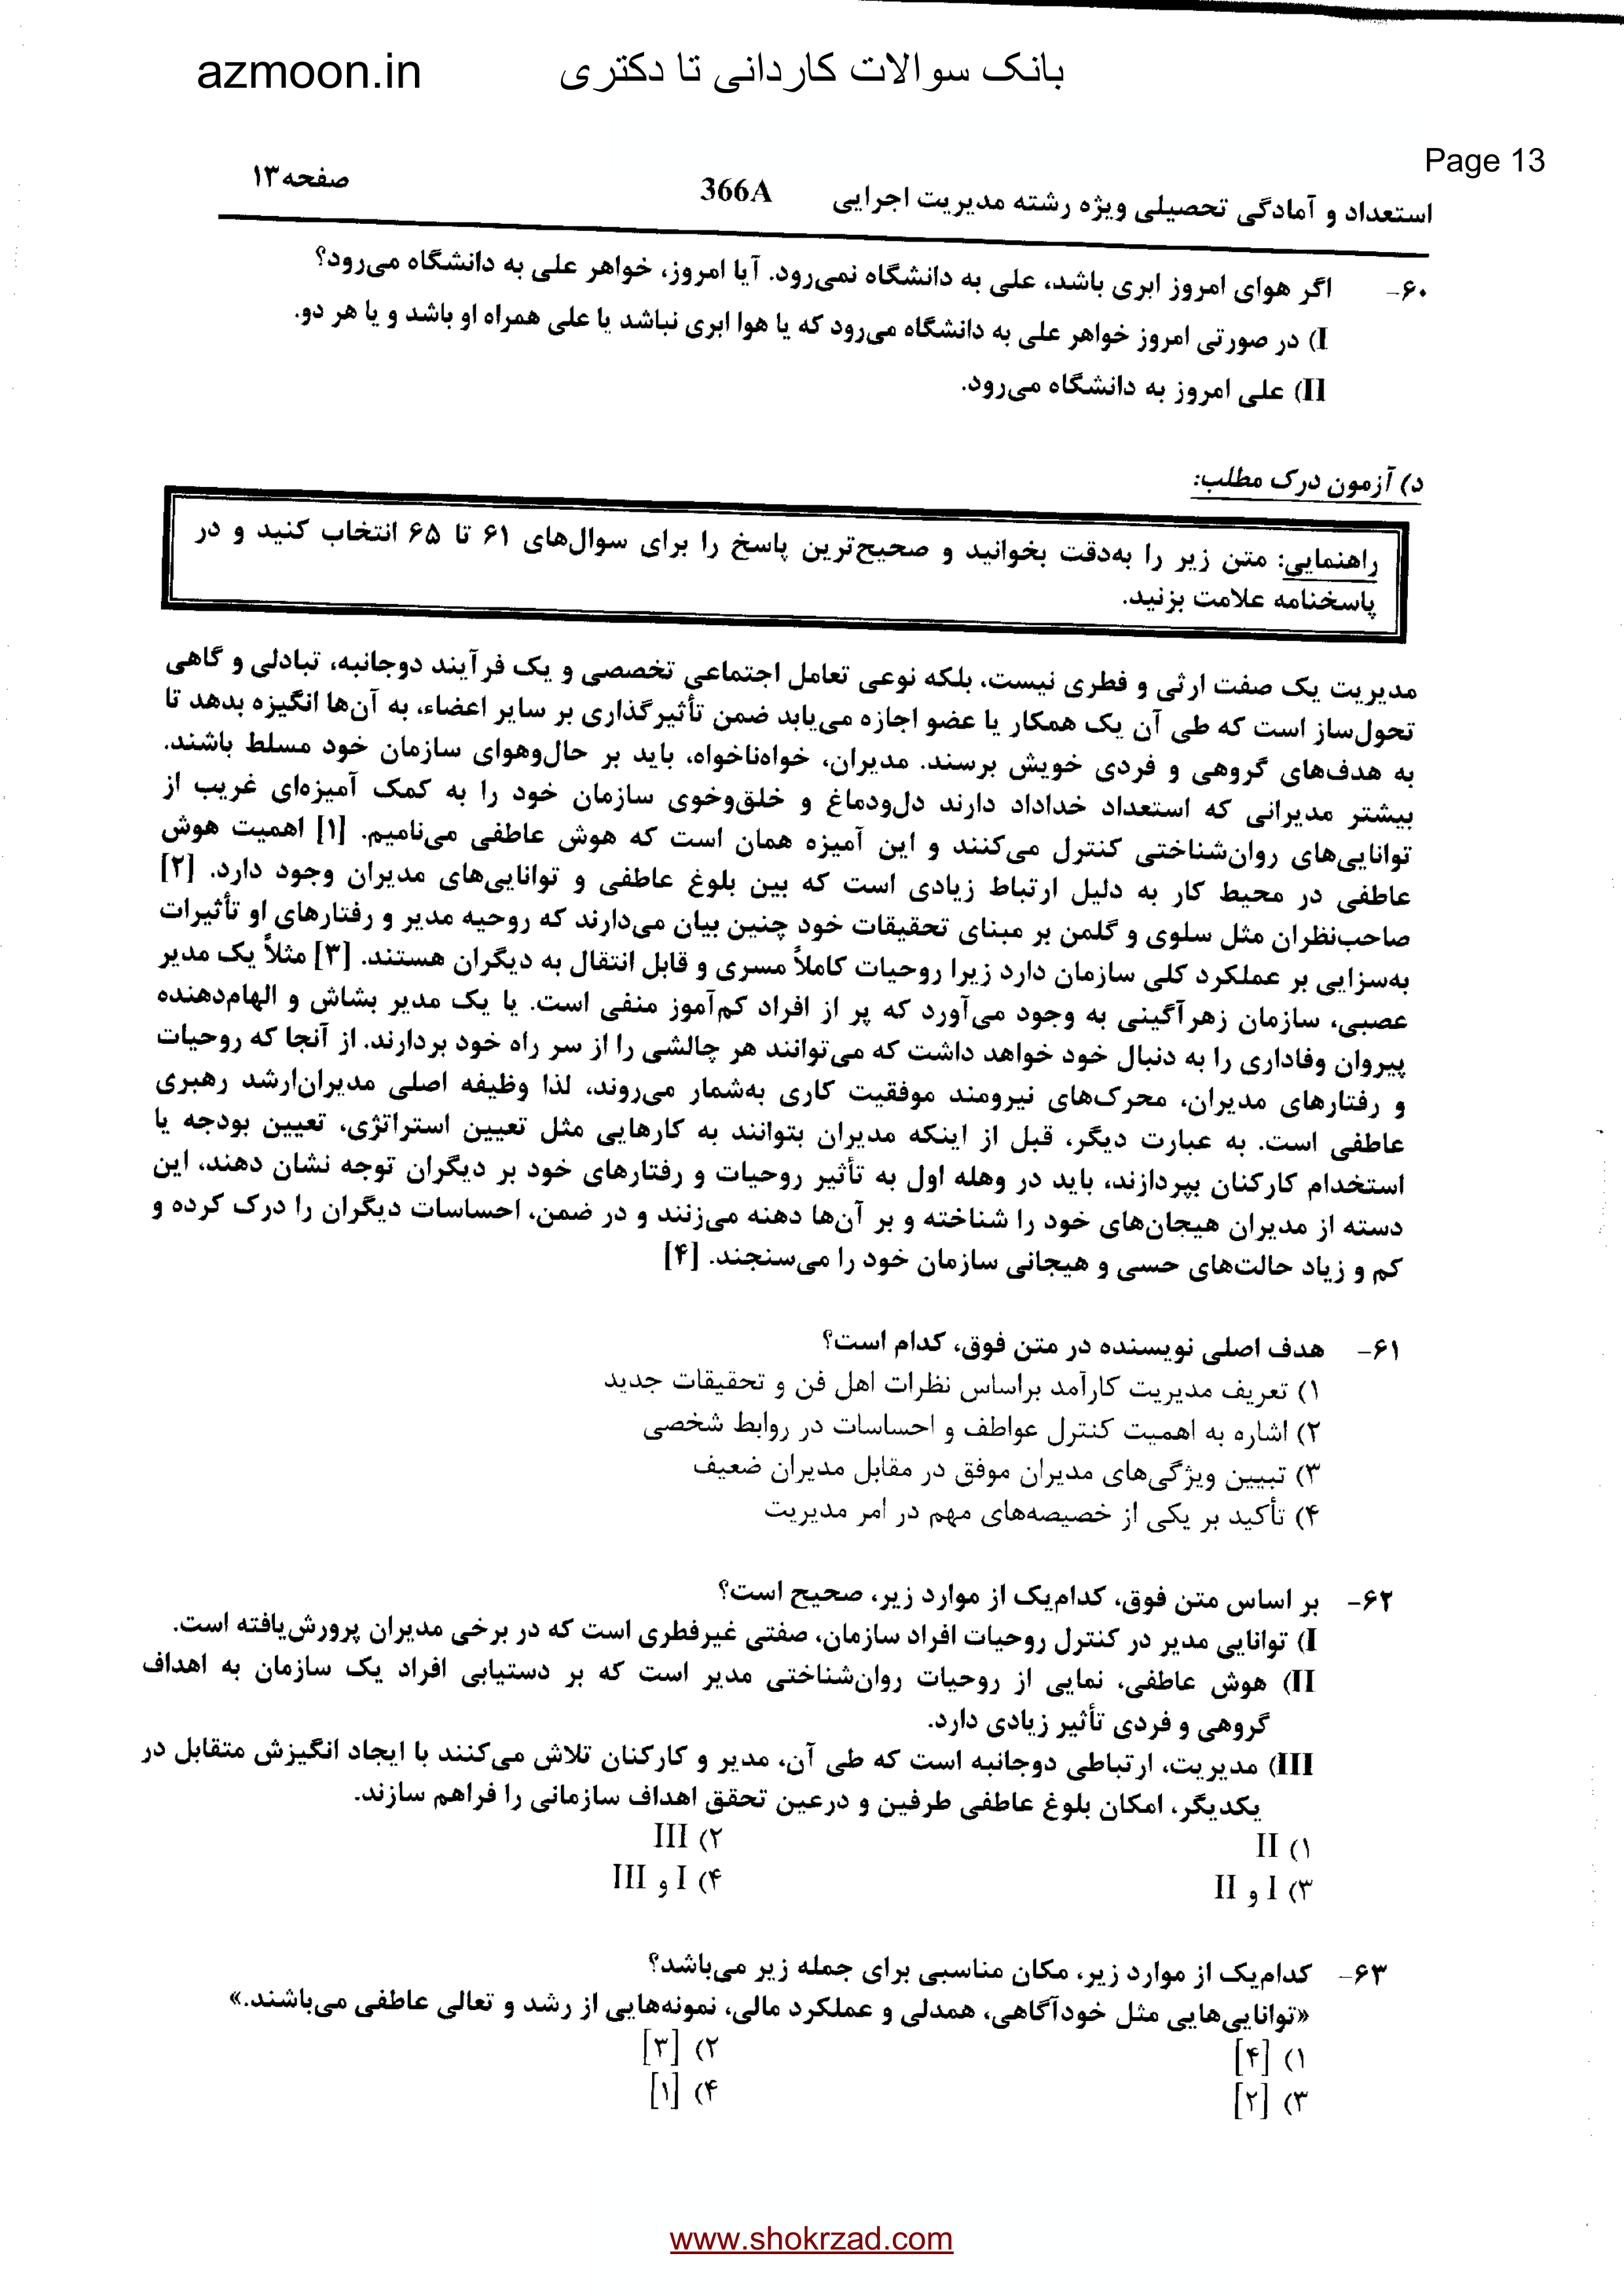 azmoon.in بانک سوالات کاردانی تا دکتری
Page 13
استعداد و آمادگی تحصیلی ویژه رشته مدیریت اجرایی 366A صفحه ۱۳
۶۰- اگر هوای امروز ابری باشد، علی به دانشگاه نمی‌رود. آیا امروز، خواهر علی به دانشگاه می‌رود؟
I) در صورتی امروز خواهر علی به دانشگاه می‌رود که یا هوا ابری نباشد یا علی همراه او باشد و یا هر دو.
II) علی امروز به دانشگاه می‌رود.
د) آزمون درک مطلب:
راهنمایی: متن زیر را به‌دقت بخوانید و صحیح‌ترین پاسخ را برای سوال‌های ۶۱ تا ۶۵ انتخاب کنید و در
پاسخنامه علامت بزنید.
مدیریت یک صفت ارثی و فطری نیست، بلکه نوعی تعامل اجتماعی تخصصی و یک فرآیند دوجانبه، تبادلی و گاهی
تحول‌ساز است که طی آن یک همکار یا عضو اجازه می‌یابد ضمن تأثیرگذاری بر سایر اعضاء، به آن‌ها انگیزه بدهد تا
به هدف‌های گروهی و فردی خویش برسند. مدیران، خواه‌ناخواه، باید بر حال‌وهوای سازمان خود مسلط باشند.
بیشتر مدیرانی که استعداد خداداد دارند دل‌ودماغ و خلق‌وخوی سازمان خود را به کمک آمیزه‌ای غریب از
توانایی‌های روان‌شناختی کنترل می‌کنند و این آمیزه همان است که هوش عاطفی می‌نامیم. [۱] اهمیت هوش
عاطفی در محیط کار به دلیل ارتباط زیادی است که بین بلوغ عاطفی و توانایی‌های مدیران وجود دارد. [۲]
صاحب‌نظران مثل سلوی و گلمن بر مبنای تحقیقات خود چنین بیان می‌دارند که روحیه مدیر و رفتارهای او تأثیرات
به‌سزایی بر عملکرد کلی سازمان دارد زیرا روحیات کاملاً مسری و قابل انتقال به دیگران هستند. [۳] مثلاً یک مدیر
عصبی، سازمان زهرآگینی به وجود می‌آورد که پر از افراد کم‌آموز منفی است. یا یک مدیر بشاش و الهام‌دهنده
پیروان وفاداری را به دنبال خود خواهد داشت که می‌توانند هر چالشی را از سر راه خود بردارند. از آنجا که روحیات
و رفتارهای مدیران، محرک‌های نیرومند موفقیت کاری به‌شمار می‌روند، لذا وظیفه اصلی مدیران‌ارشد رهبری
عاطفی است. به عبارت دیگر، قبل از اینکه مدیران بتوانند به کارهایی مثل تعیین استراتژی، تعیین بودجه یا
استخدام کارکنان بپردازند، باید در وهله اول به تأثیر روحیات و رفتارهای خود بر دیگران توجه نشان دهند، این
دسته از مدیران هیجان‌های خود را شناخته و بر آن‌ها دهنه می‌زنند و در ضمن، احساسات دیگران را درک کرده و
کم و زیاد حالت‌های حسی و هیجانی سازمان خود را می‌سنجند. [۴]
۶۱- هدف اصلی نویسنده در متن فوق، کدام است؟
۱) تعریف مدیریت کارآمد براساس نظرات اهل فن و تحقیقات جدید
۲) اشاره به اهمیت کنترل عواطف و احساسات در روابط شخصی
۳) تبیین ویژگی‌های مدیران موفق در مقابل مدیران ضعیف
۴) تأکید بر یکی از خصیصه‌های مهم در امر مدیریت
۶۲- بر اساس متن فوق، کدام‌یک از موارد زیر، صحیح است؟
I) توانایی مدیر در کنترل روحیات افراد سازمان، صفتی غیرفطری است که در برخی مدیران پرورش‌یافته است.
II) هوش عاطفی، نمایی از روحیات روان‌شناختی مدیر است که بر دستیابی افراد یک سازمان به اهداف
گروهی و فردی تأثیر زیادی دارد.
III) مدیریت، ارتباطی دوجانبه است که طی آن، مدیر و کارکنان تلاش می‌کنند با ایجاد انگیزش متقابل در
یکدیگر، امکان بلوغ عاطفی طرفین و درعین تحقق اهداف سازمانی را فراهم سازند.
۱) II ۲) III
۳) I و II ۴) I و III
۶۳- کدام‌یک از موارد زیر، مکان مناسبی برای جمله زیر می‌باشد؟
«توانایی‌هایی مثل خودآگاهی، همدلی و عملکرد مالی، نمونه‌هایی از رشد و تعالی عاطفی می‌باشند.»
۱) [۴] ۲) [۳]
۳) [۲] ۴) [۱]
www.shokrzad.com